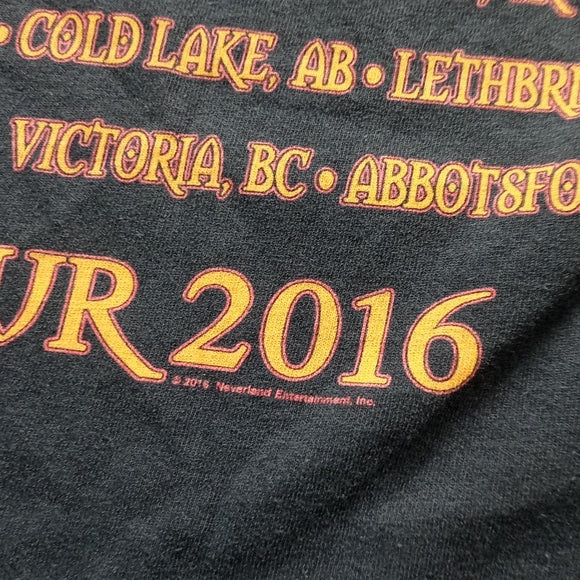 • COLD LAKE, AB • LETHBRI
VICTORIA, BC • ABBOTSFO
UR 2016
© 2016 Neverland Entertainment, Inc.